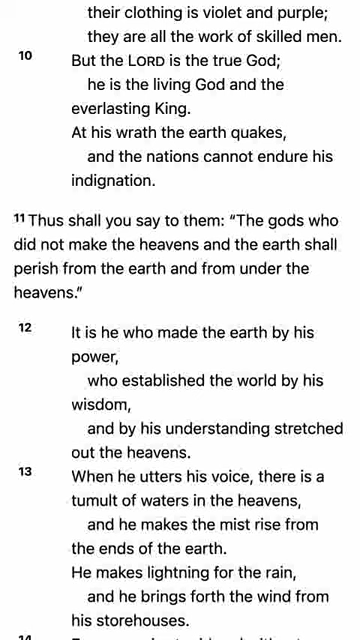 their clothing is violet and purple;
they are all the work of skilled men.
10 But the LORD is the true God;
he is the living God and the
everlasting King.
At his wrath the earth quakes,
and the nations cannot endure his
indignation.
11 Thus shall you say to them: “The gods who
did not make the heavens and the earth shall
perish from the earth and from under the
heavens.”
12 It is he who made the earth by his
power,
who established the world by his
wisdom,
and by his understanding stretched
out the heavens.
13 When he utters his voice, there is a
tumult of waters in the heavens,
and he makes the mist rise from
the ends of the earth.
He makes lightning for the rain,
and he brings forth the wind from
his storehouses.
14